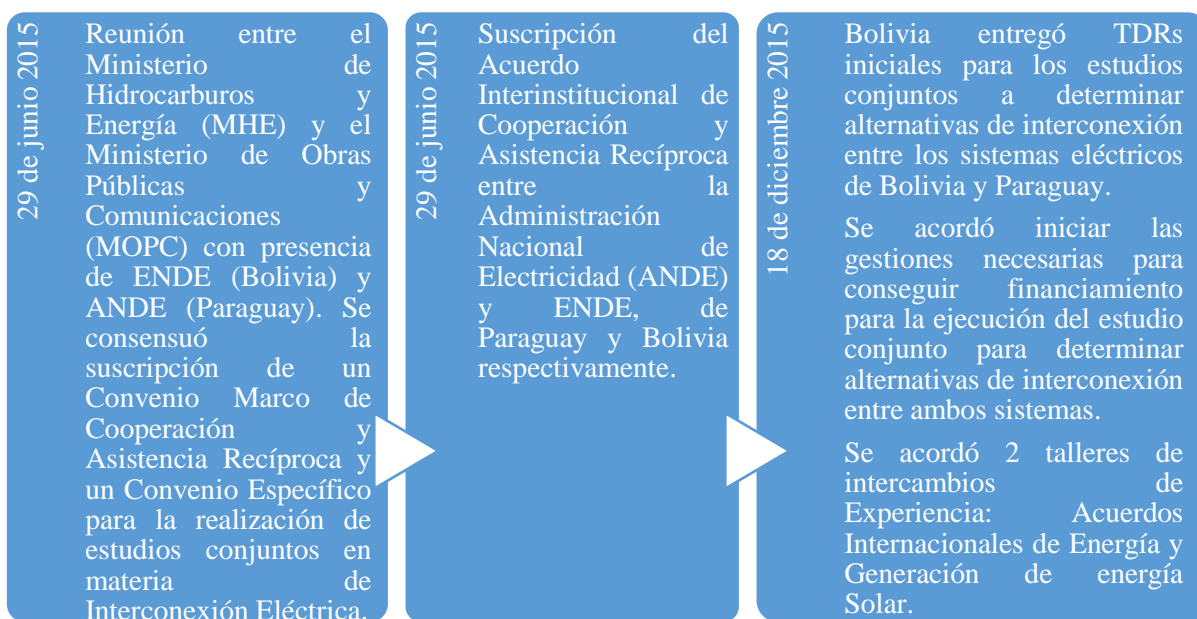 29 de junio 2015
Reunión entre el
Ministerio de
Hidrocarburos y
Energía (MHE) y el
Ministerio de Obras
Públicas y
Comunicaciones
(MOPC) con presencia
de ENDE (Bolivia) y
ANDE (Paraguay). Se
consensuó la
suscripción de un
Convenio Marco de
Cooperación y
Asistencia Recíproca y
un Convenio Específico
para la realización de
estudios conjuntos en
materia de
Interconexión Eléctrica.
29 de junio 2015
Suscripción del
Acuerdo
Interinstitucional de
Cooperación y
Asistencia Recíproca
entre la
Administración
Nacional de
Electricidad (ANDE)
y ENDE, de
Paraguay y Bolivia
respectivamente.
18 de diciembre 2015
Bolivia entregó TDRs
iniciales para los estudios
conjuntos a determinar
alternativas de interconexión
entre los sistemas eléctricos
de Bolivia y Paraguay.
Se acordó iniciar las
gestiones necesarias para
conseguir financiamiento
para la ejecución del estudio
conjunto para determinar
alternativas de interconexión
entre ambos sistemas.
Se acordó 2 talleres de
intercambios de
Experiencia: Acuerdos
Internacionales de Energía y
Generación de energía
Solar.